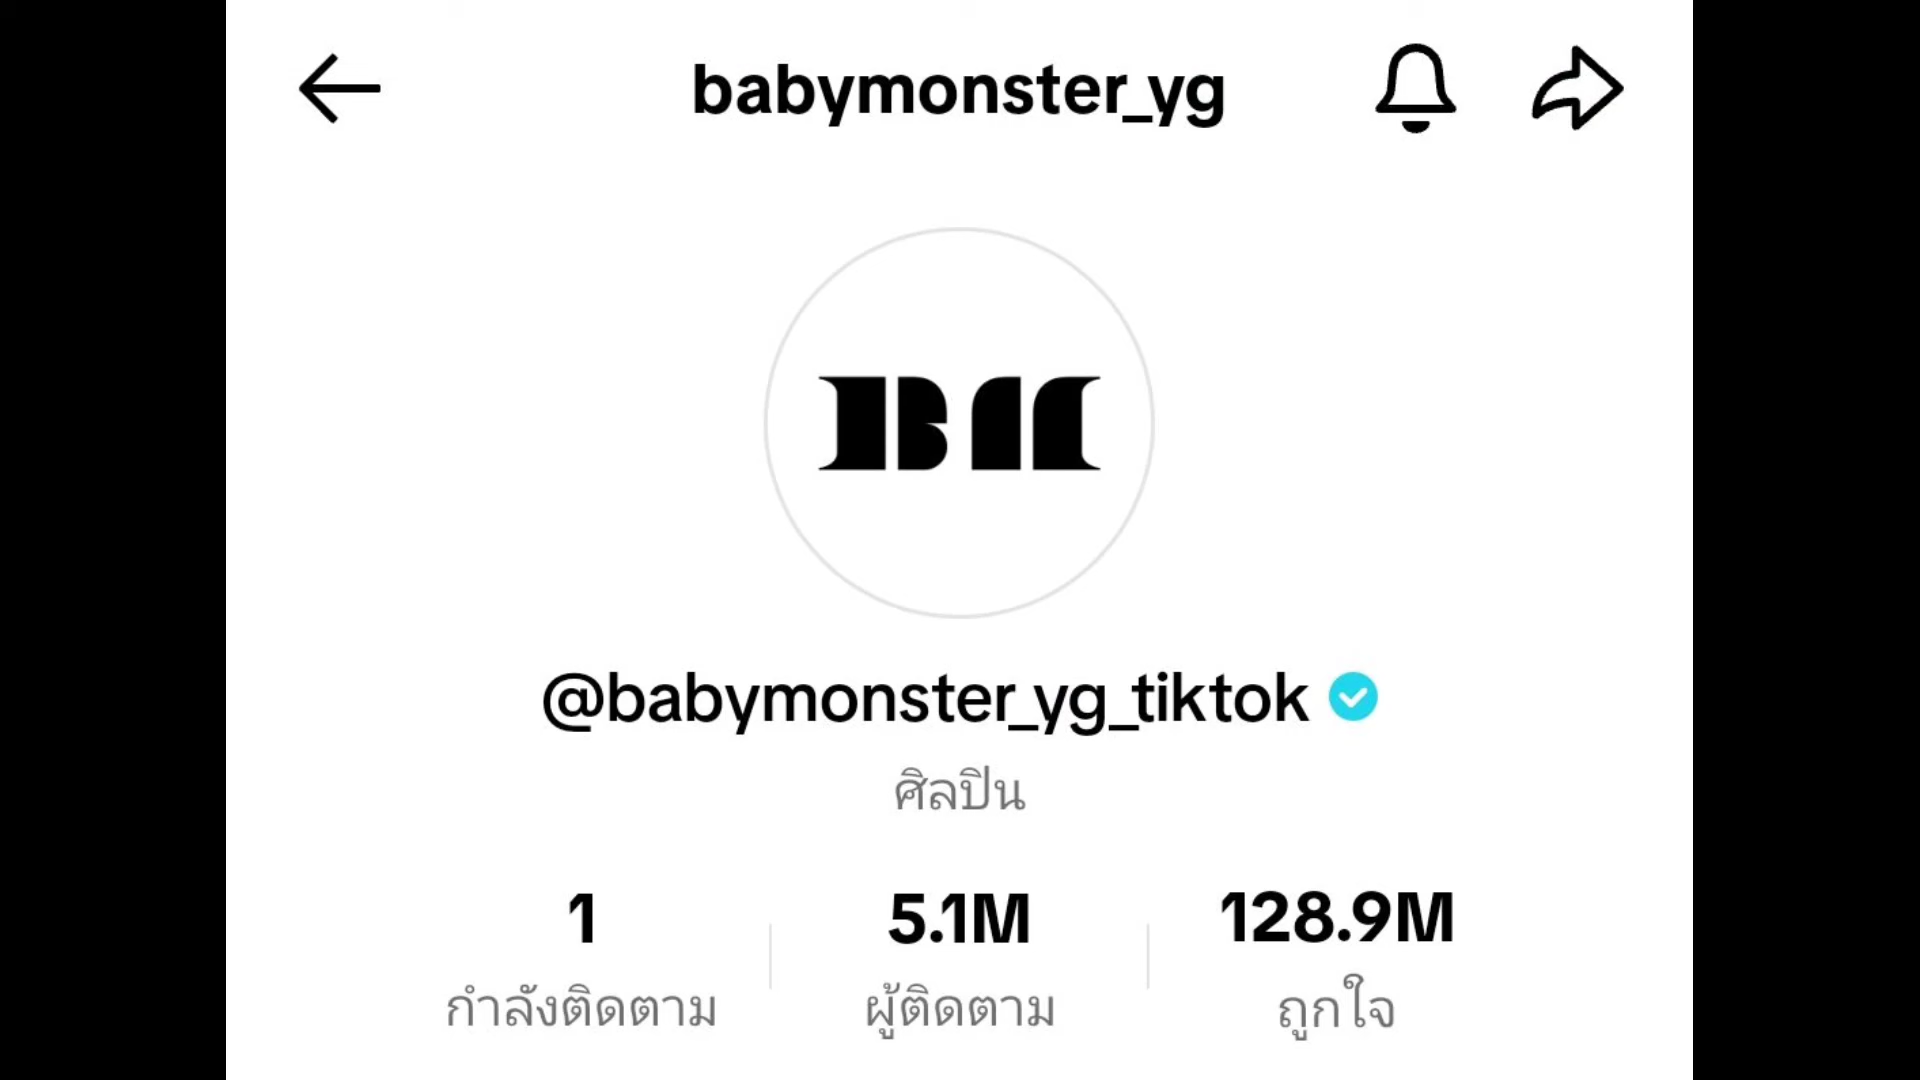 babymonster_yg
BM
@babymonster_yg_tiktok
ศิลปิน
1 5.1M 128.9M
กำลังติดตาม ผู้ติดตาม ถูกใจ